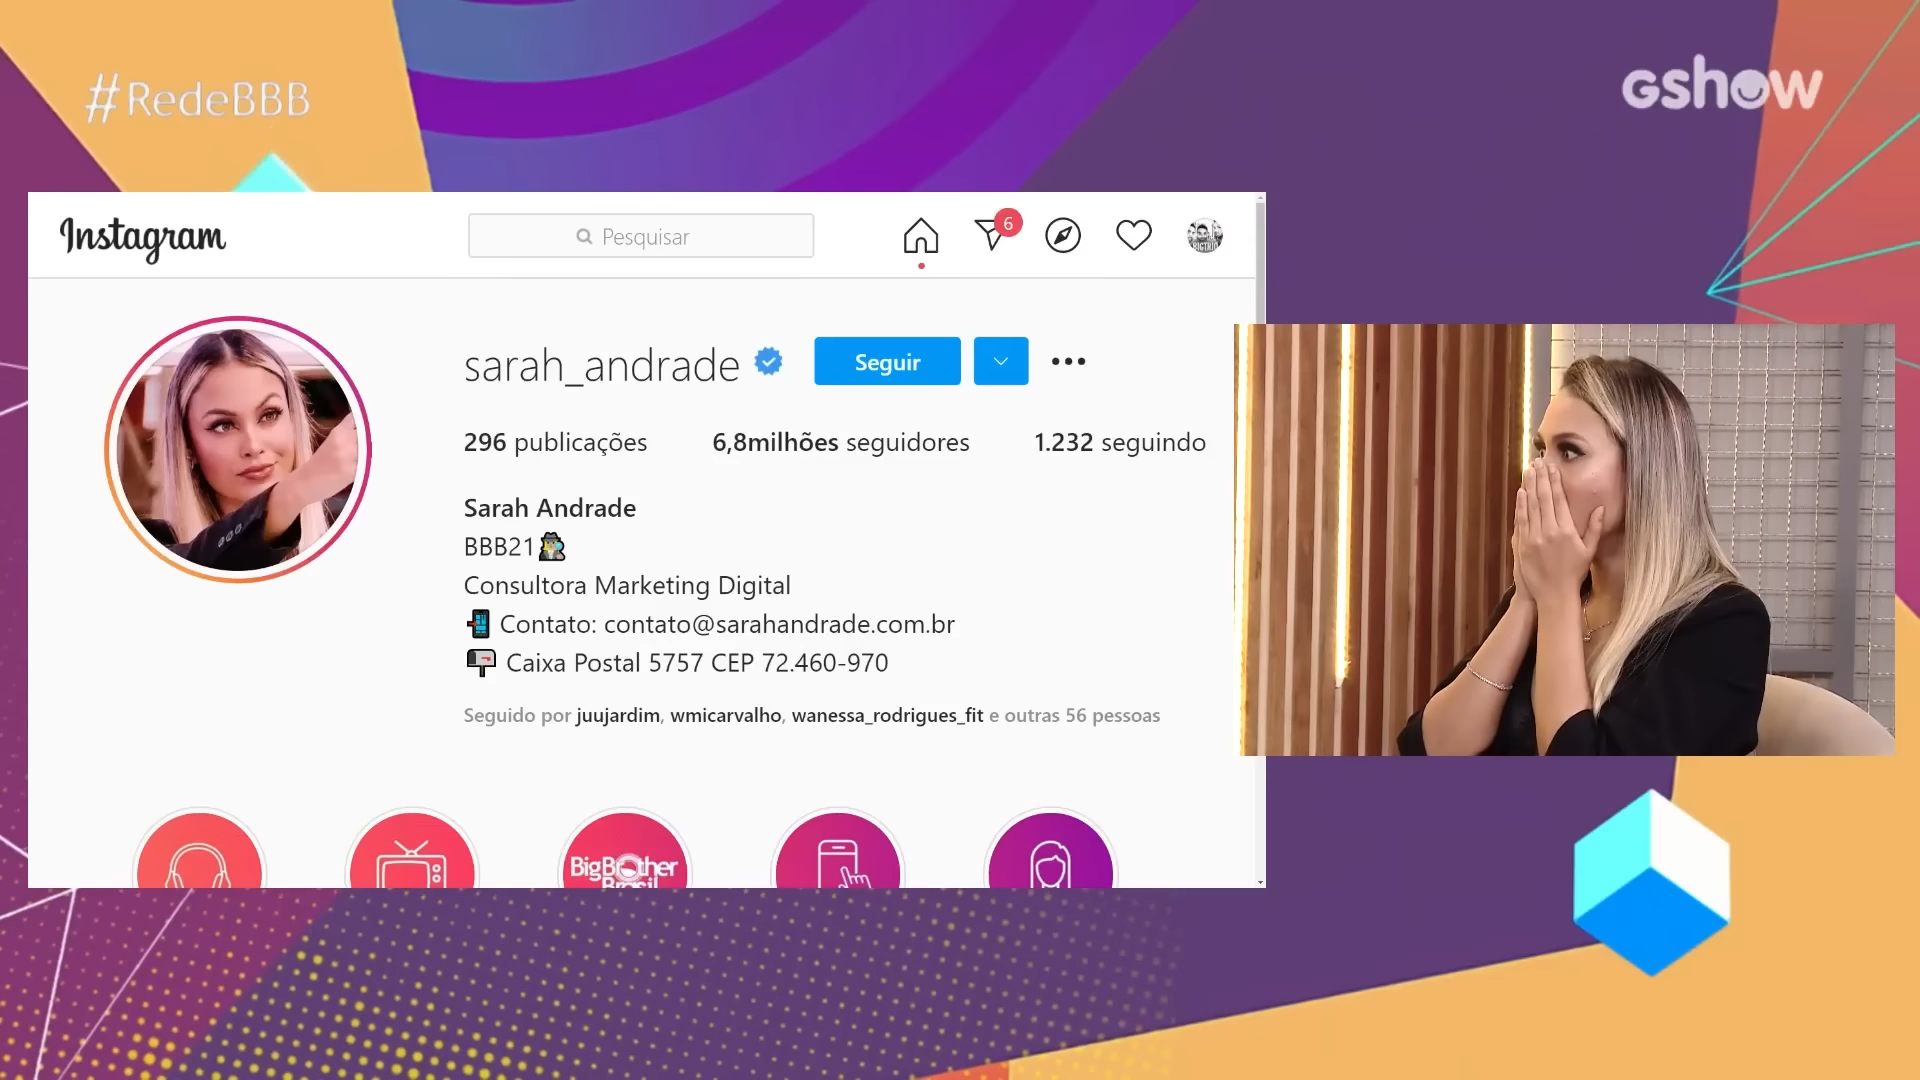 #RedeBBB
GSHOW
Instagram
Pesquisar
6
BIGTRIO
sarah_andrade
Seguir
296 publicações
6,8milhões seguidores
1.232 seguindo
Sarah Andrade
BBB21
Consultora Marketing Digital
Contato: contato@sarahandrade.com.br
Caixa Postal 5757 CEP 72.460-970
Seguido por juujardim, wmicarvalho, wanessa_rodrigues_fit e outras 56 pessoas
BigBrother
Brasil